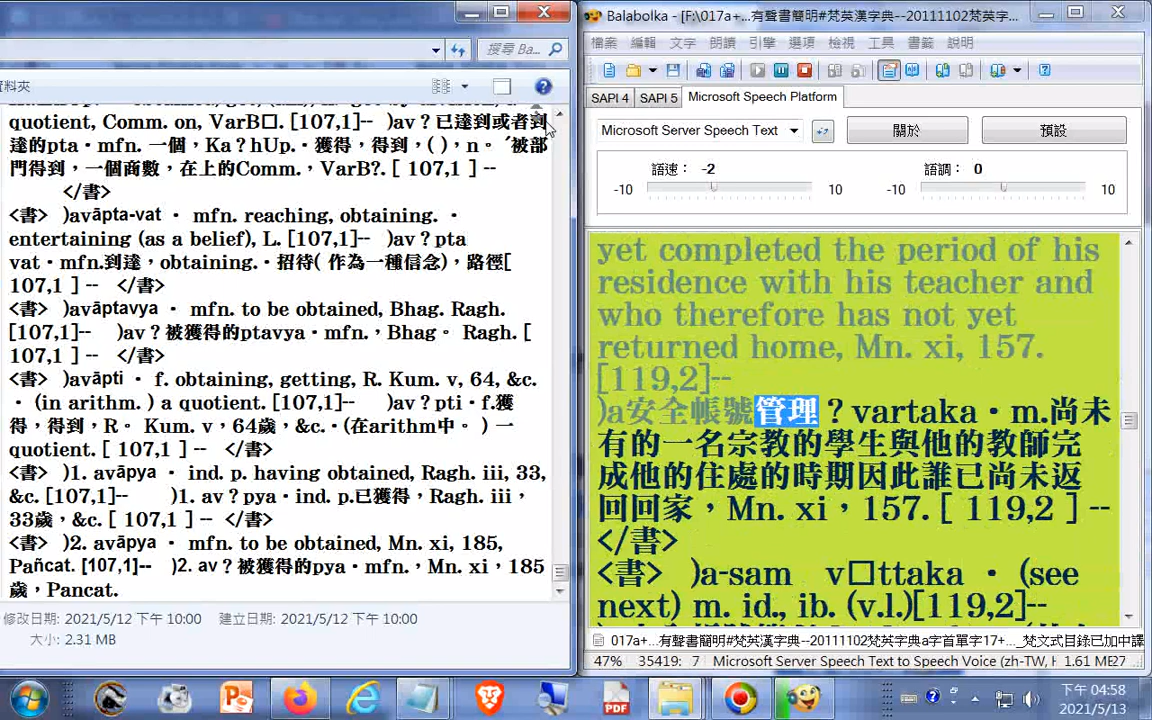 搜尋 Ba...
資料夾
quotient, Comm. on, VarB□. [107,1]-- )av？已達到或者到
達的pta・mfn. 一個，Ka？hUp.・獲得，得到，( )，n。ˊ被部
門得到，一個商數，在上的Comm.，VarB?. [ 107,1 ] --
</書>
<書> )avāpta-vat ・ mfn. reaching, obtaining. ・
entertaining (as a belief), L. [107,1]-- )av？pta
vat・mfn.到達，obtaining.・招待( 作為一種信念)，路徑[
107,1 ] -- </書>
<書> )avāptavya ・ mfn. to be obtained, Bhag. Ragh.
[107,1]-- )av？被獲得的ptavya・mfn.，Bhag。 Ragh. [
107,1 ] -- </書>
<書> )avāpti ・ f. obtaining, getting, R. Kum. v, 64, &c.
・ (in arithm. ) a quotient. [107,1]-- )av？pti・f.獲
得，得到，R。 Kum. v，64歲，&c.・(在arithm中。 ) 一
quotient. [ 107,1 ] -- </書>
<書> )1. avāpya ・ ind. p. having obtained, Ragh. iii, 33,
&c. [107,1]-- )1. av？pya・ind. p.已獲得，Ragh. iii，
33歲，&c. [ 107,1 ] -- </書>
<書> )2. avāpya ・ mfn. to be obtained, Mn. xi, 185,
Pañcat. [107,1]-- )2. av？被獲得的pya・mfn.，Mn. xi，185
歲，Pancat.
修改日期: 2021/5/12 下午 10:00 建立日期: 2021/5/12 下午 10:00
大小: 2.31 MB
Balabolka - [F:\017a+...有聲書簡明#梵英漢字典-20111102梵英字...
檔案 編輯 文字 朗讀 引擎 選項 檢視 工具 書籤 說明
SAPI 4 SAPI 5 Microsoft Speech Platform
Microsoft Server Speech Text 關於 預設
語速： -2 語調： 0
-10 10 -10 10
yet completed the period of his
residence with his teacher and
who therefore has not yet
returned home, Mn. xi, 157.
[119,2]--
)a安全帳號管理？vartaka・m.尚未
有的一名宗教的學生與他的教師完
成他的住處的時期因此誰已尚未返
回回家，Mn. xi，157. [ 119,2 ] --
</書>
<書> )a-sam v□ttaka ・ (see
next) m. id., ib. (v.l.)[119,2]--
017a+...有聲書簡明#梵英漢字典--20111102梵英字典a字首單字17+..._梵文式目錄已加中譯
47% 35419: 7 Microsoft Server Speech Text to Speech Voice (zh-TW, H 1.61 ME27
下午 04:58
2021/5/13